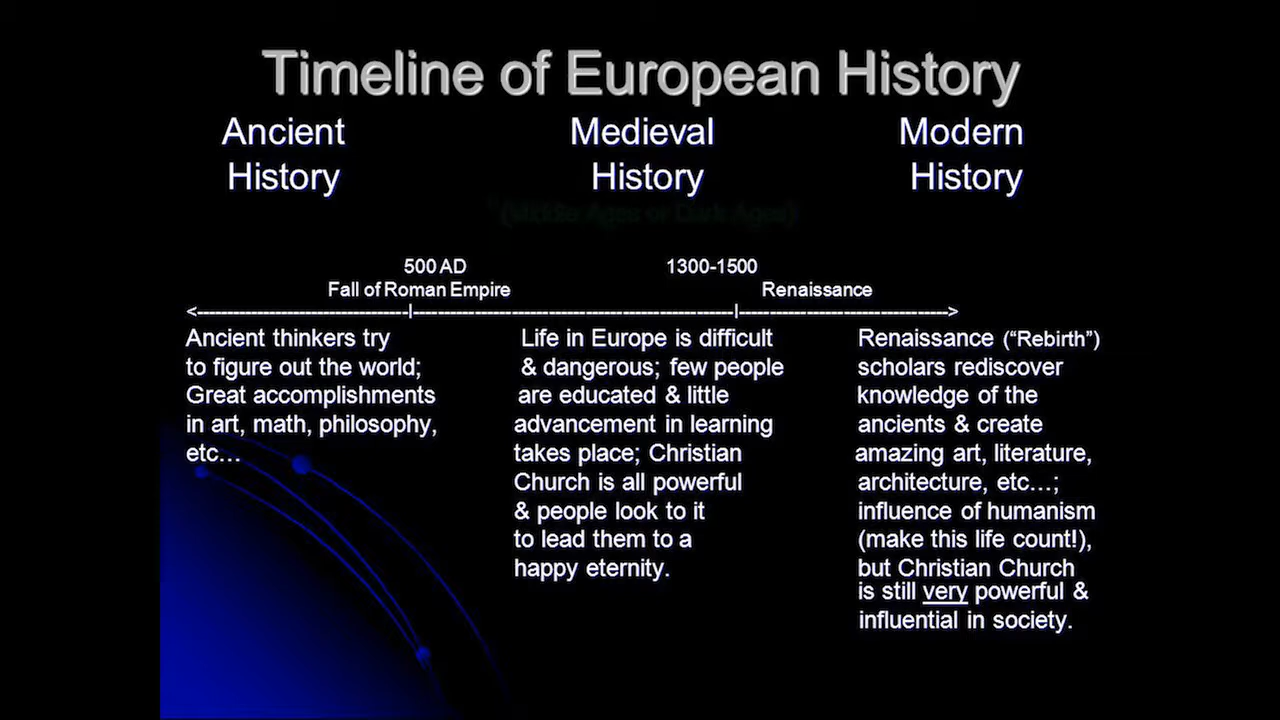 Timeline of European History
Ancient
History
Medieval
History
(Middle Ages or Dark Ages)
Modern
History
500 AD
Fall of Roman Empire
1300-1500
Renaissance
Ancient thinkers try
to figure out the world;
Great accomplishments
in art, math, philosophy,
etc…
Life in Europe is difficult
& dangerous; few people
are educated & little
advancement in learning
takes place; Christian
Church is all powerful
& people look to it
to lead them to a
happy eternity.
Renaissance (“Rebirth”)
scholars rediscover
knowledge of the
ancients & create
amazing art, literature,
architecture, etc…;
influence of humanism
(make this life count!),
but Christian Church
is still very powerful &
influential in society.